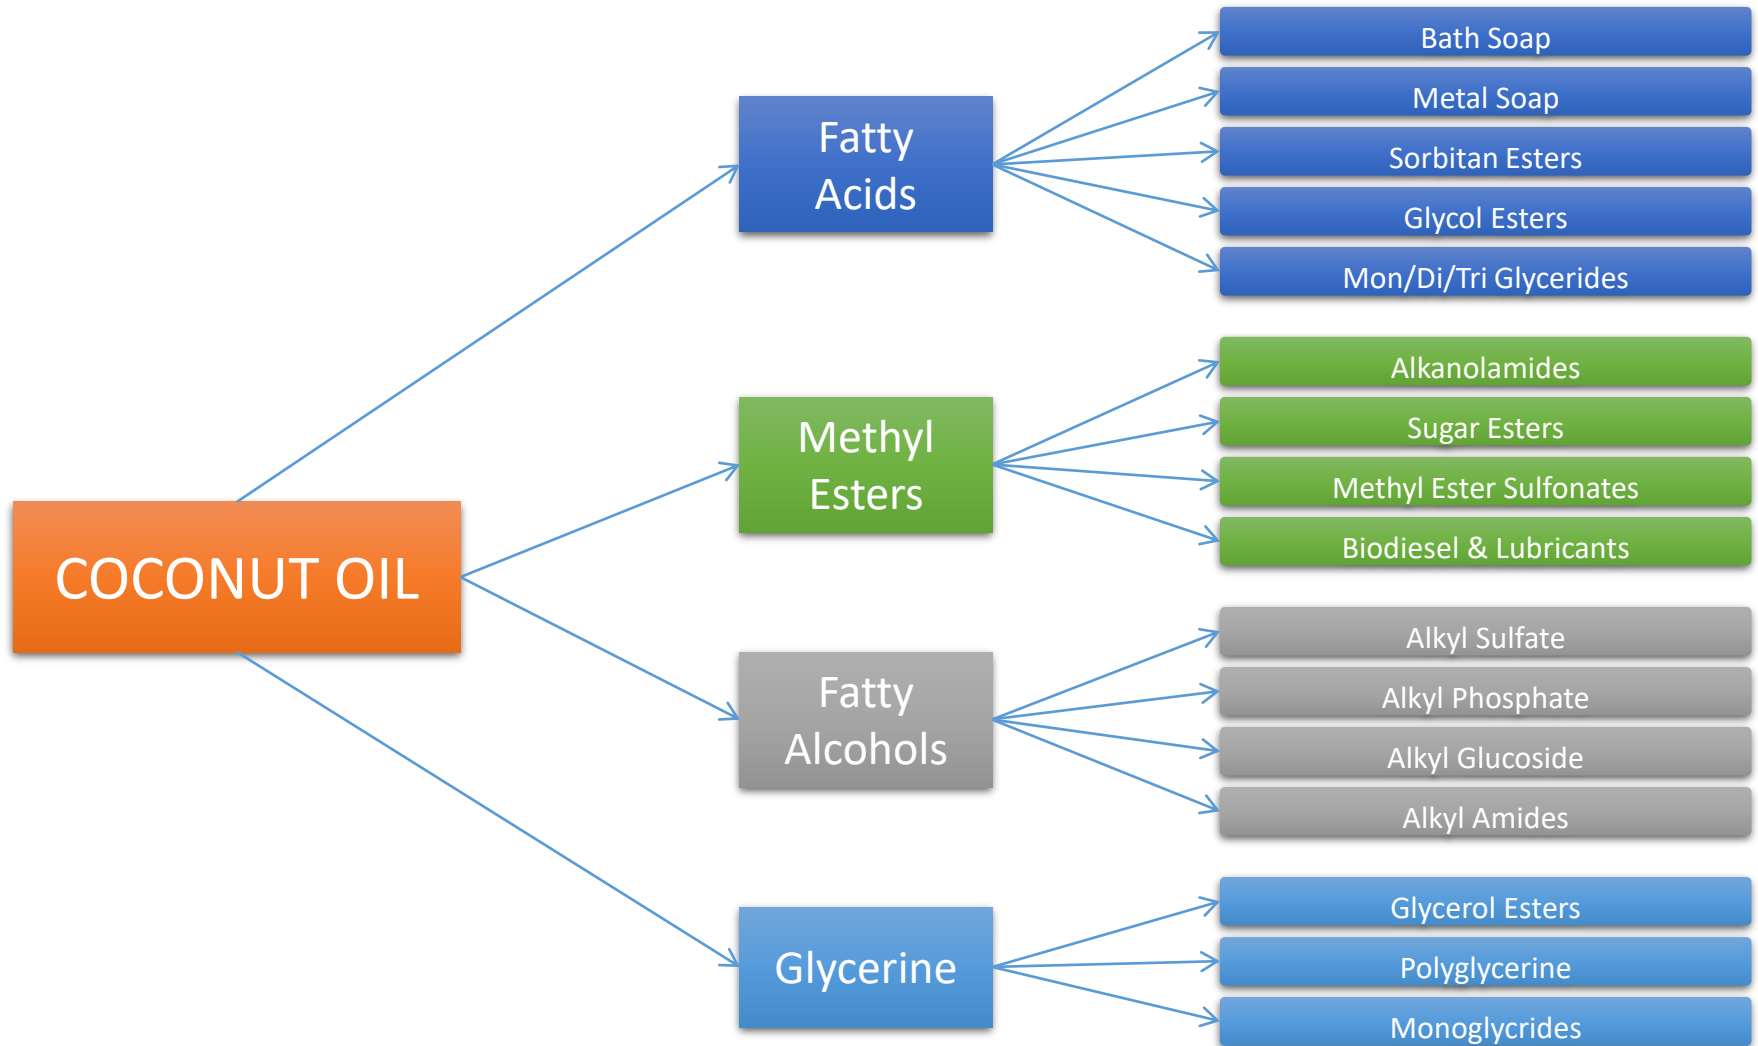 COCONUT OIL
Fatty
Acids
Bath Soap
Metal Soap
Sorbitan Esters
Glycol Esters
Mon/Di/Tri Glycerides
Methyl
Esters
Alkanolamides
Sugar Esters
Methyl Ester Sulfonates
Biodiesel & Lubricants
Fatty
Alcohols
Alkyl Sulfate
Alkyl Phosphate
Alkyl Glucoside
Alkyl Amides
Glycerine
Glycerol Esters
Polyglycerine
Monoglycrides